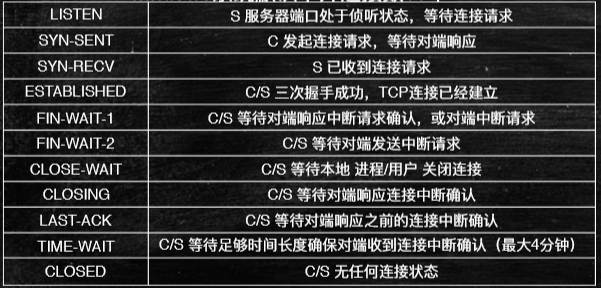 LISTEN S 服务器端口处于侦听状态，等待连接请求
SYN-SENT C 发起连接请求，等待对端响应
SYN-RECV S 已收到连接请求
ESTABLISHED C/S 三次握手成功，TCP连接已经建立
FIN-WAIT-1 C/S 等待对端响应中断请求确认，或对端中断请求
FIN-WAIT-2 C/S 等待对端发送中断请求
CLOSE-WAIT C/S 等待本地 进程/用户 关闭连接
CLOSING C/S 等待对端响应连接中断确认
LAST-ACK C/S 等待对端响应之前的连接中断确认
TIME-WAIT C/S 等待足够时间长度确保对端收到连接中断确认（最大4分钟）
CLOSED C/S 无任何连接状态